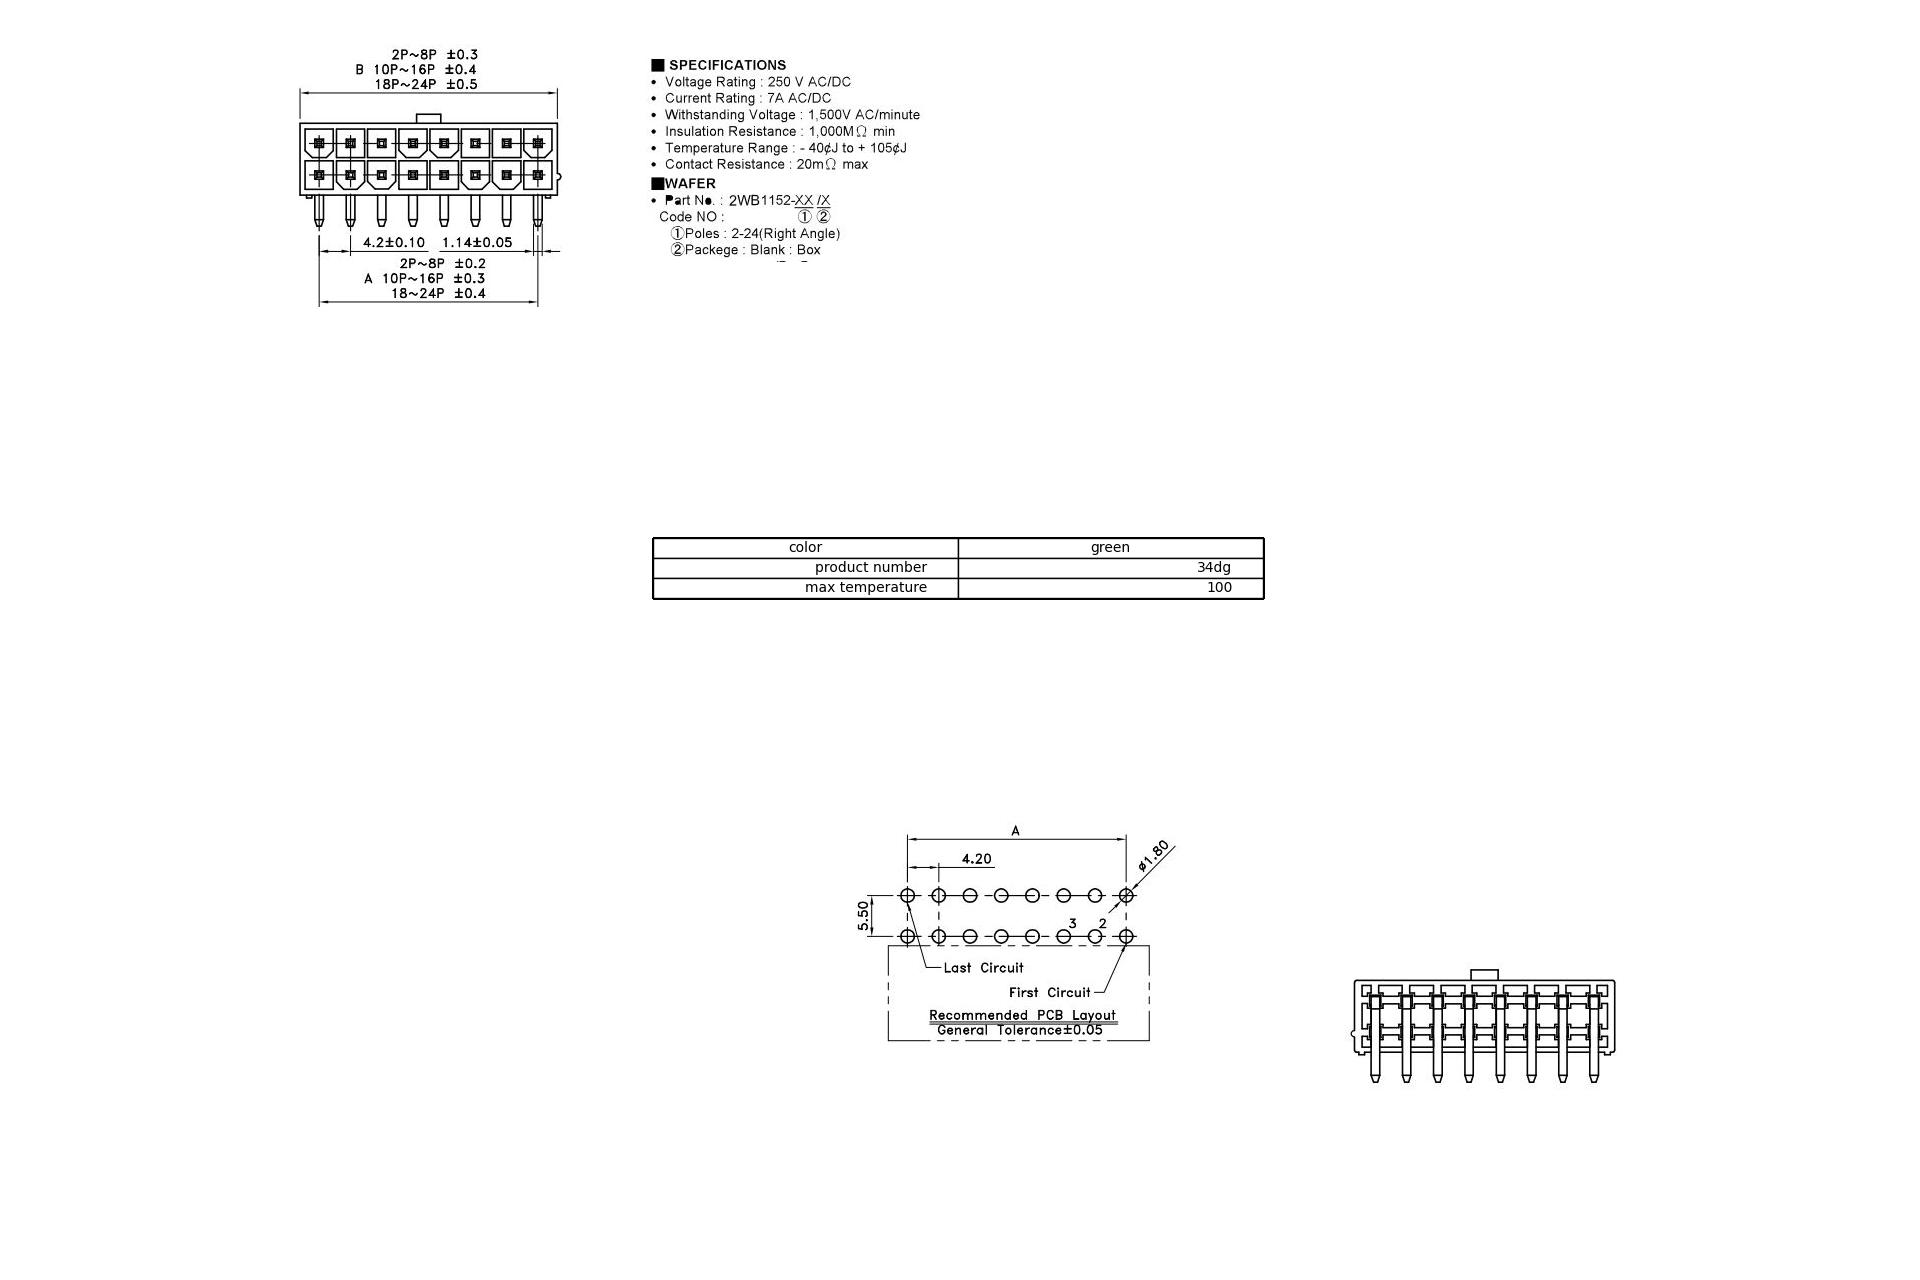 2P~8P ±0.3
B 10P~16P ±0.4
18P~24P ±0.5
4.2±0.10 1.14±0.05
2P~8P ±0.2
A 10P~16P ±0.3
18~24P ±0.4
■ SPECIFICATIONS
• Voltage Rating : 250 V AC/DC
• Current Rating : 7A AC/DC
• Withstanding Voltage : 1,500V AC/minute
• Insulation Resistance : 1,000MΩ min
• Temperature Range : - 40¢J to + 105¢J
• Contact Resistance : 20mΩ max
■WAFER
• Part No. : 2WB1152-XX /X
Code NO : ① ②
①Poles : 2-24(Right Angle)
②Packege : Blank : Box
color green
product number 34dg
max temperature 100
A
4.20
ø1.80
5.50
3 2
Last Circuit
First Circuit
Recommended PCB Layout
General Tolerance±0.05